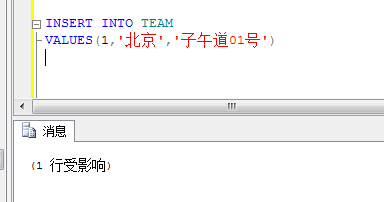 INSERT INTO TEAM
VALUES(1,'北京','子午道01号')
消息
(1 行受影响)